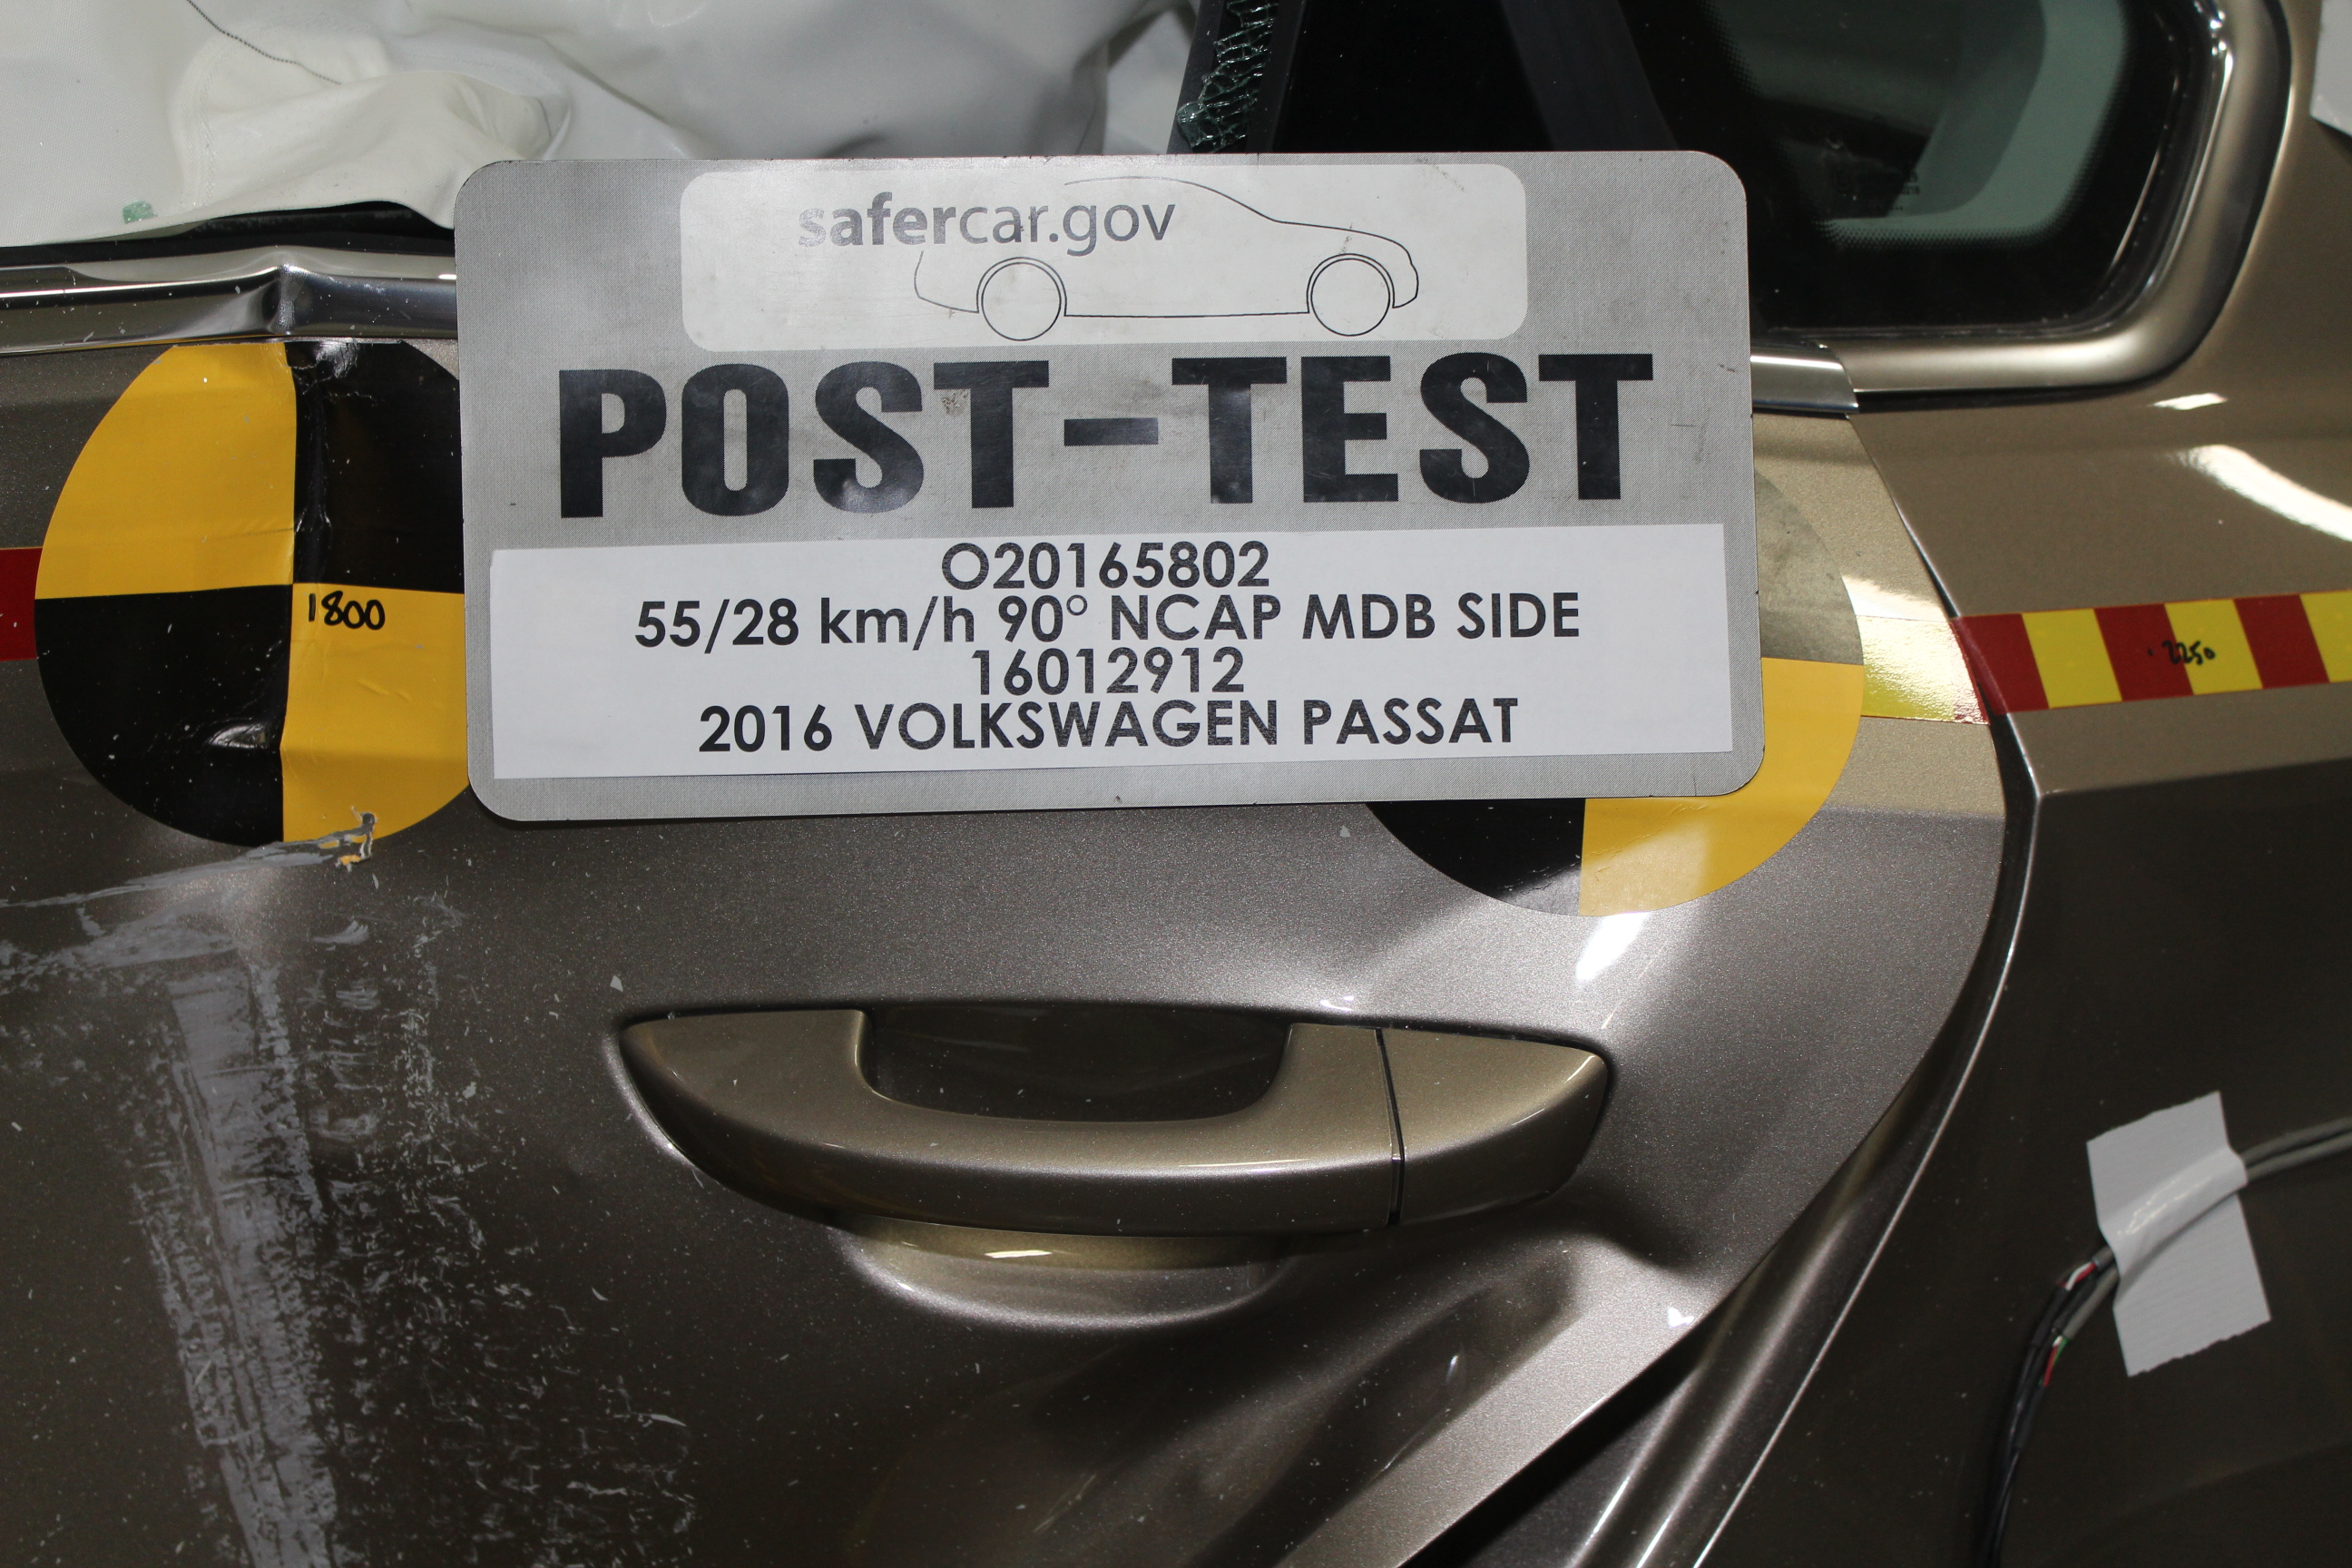 safercar.gov
POST-TEST
O20165802
55/28 km/h 90° NCAP MDB SIDE
16012912
2016 VOLKSWAGEN PASSAT
1800
2250